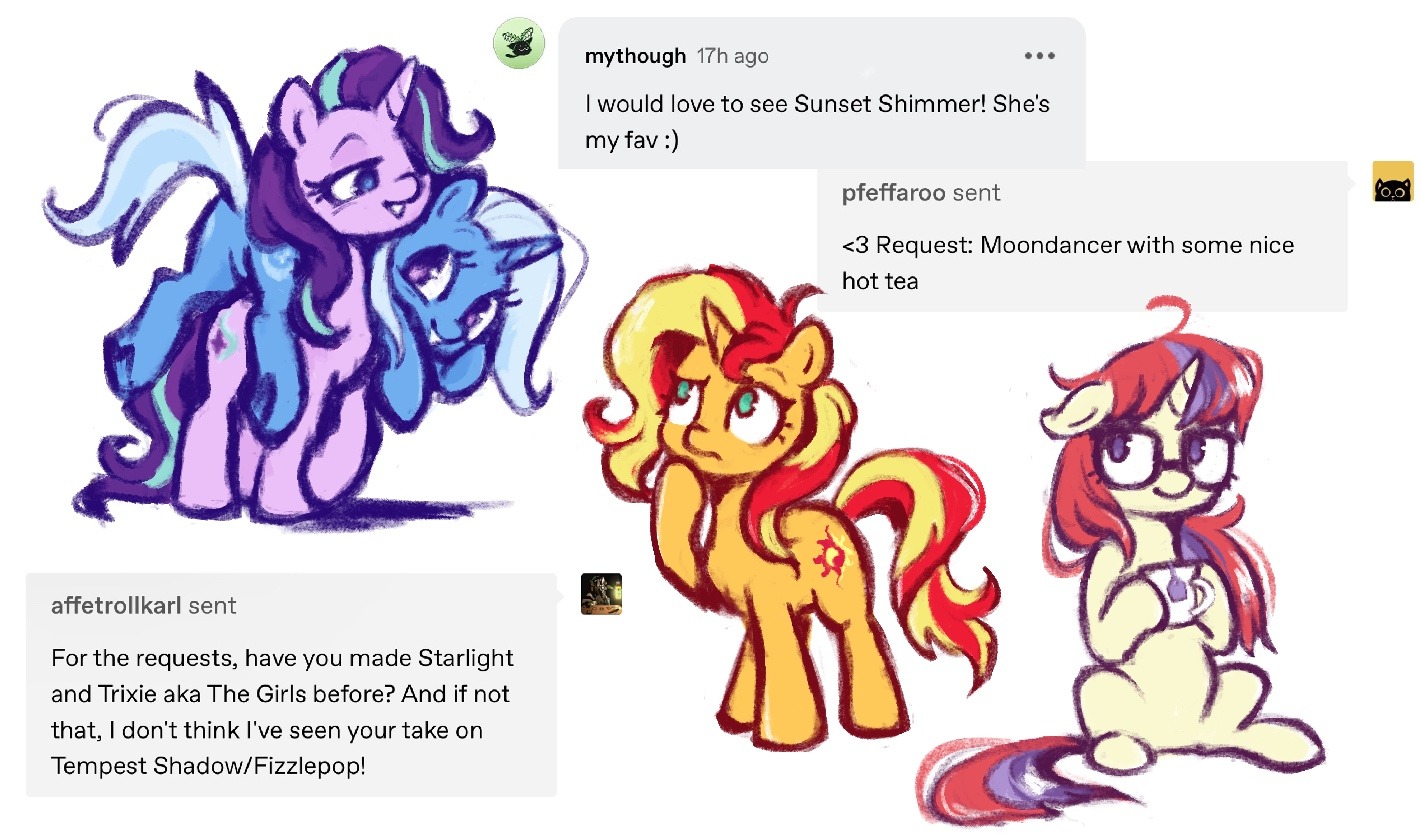 mythough 17h ago
I would love to see Sunset Shimmer! She's
my fav :)
pfeffaroo sent
<3 Request: Moondancer with some nice
hot tea
affetrollkarl sent
For the requests, have you made Starlight
and Trixie aka The Girls before? And if not
that, I don't think I've seen your take on
Tempest Shadow/Fizzlepop!